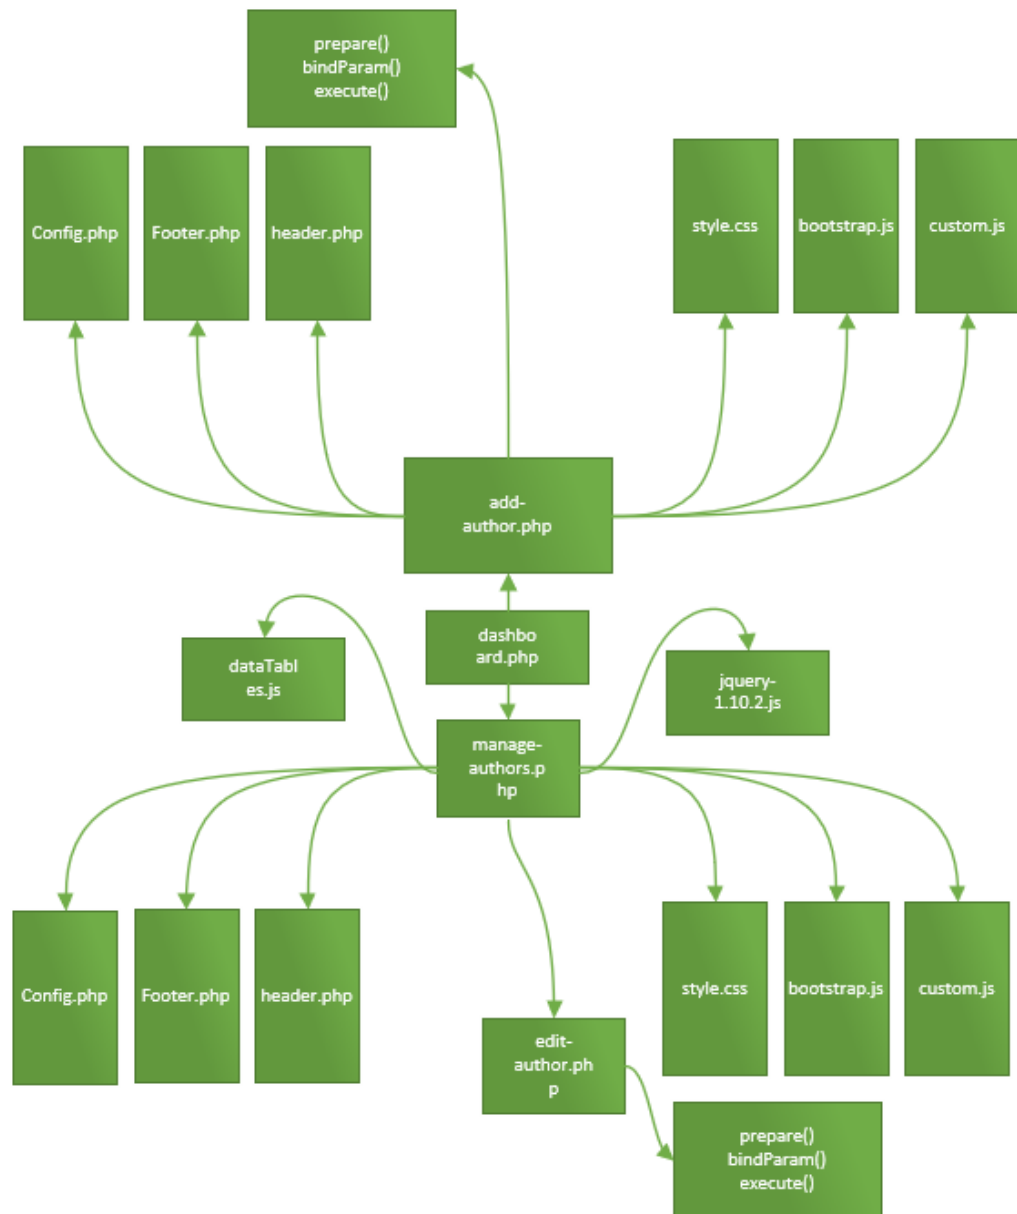 prepare()
bindParam()
execute()
Config.php
Footer.php
header.php
style.css
bootstrap.js
custom.js
add-
author.php
dashbo
ard.php
dataTabl
es.js
jquery-
1.10.2.js
manage-
authors.p
hp
Config.php
Footer.php
header.php
style.css
bootstrap.js
custom.js
edit-
author.ph
p
prepare()
bindParam()
execute()